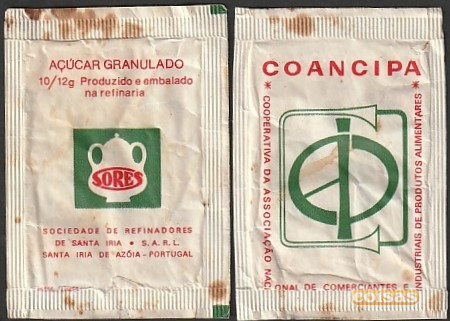 AÇÚCAR GRANULADO
10/12g Produzido e embalado
na refinaria
SORES
SOCIEDADE DE REFINADORES
DE SANTA IRIA • S.A.R.L.
SANTA IRIA DE AZÓIA - PORTUGAL
COANCIPA
* COOPERATIVA DA ASSOCIAÇÃO NACIONAL DE COMERCIANTES E INDUSTRIAIS DE PRODUTOS ALIMENTARES *
coisas